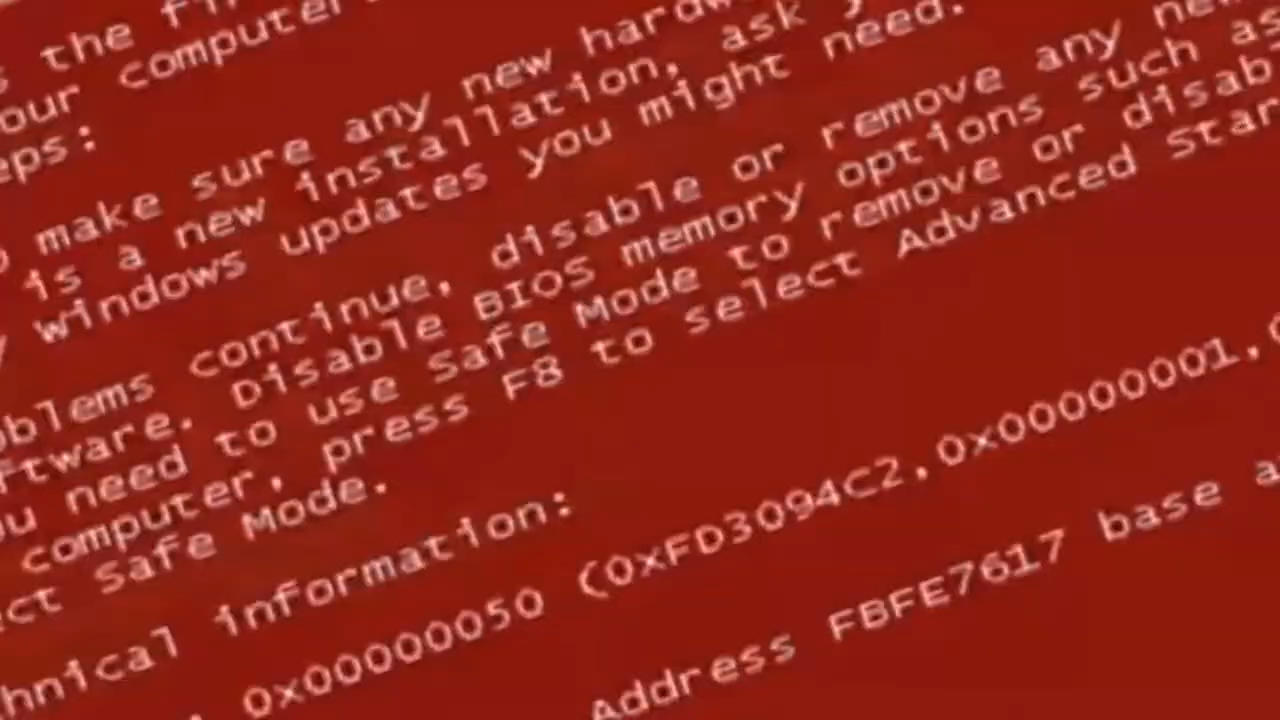 the fir
our computer
eps:
make sure any new hardw
is a new installation, ask y
windows updates you might need.
blems continue, disable or remove any new
ftware. Disable BIOS memory options such as
u need to use Safe Mode to remove or disab
computer, press F8 to select Advanced Star
ct Safe Mode.
hnical information:
0x00000050 (0xFD3094C2,0x00000001,0
Address FBFE7617 base a